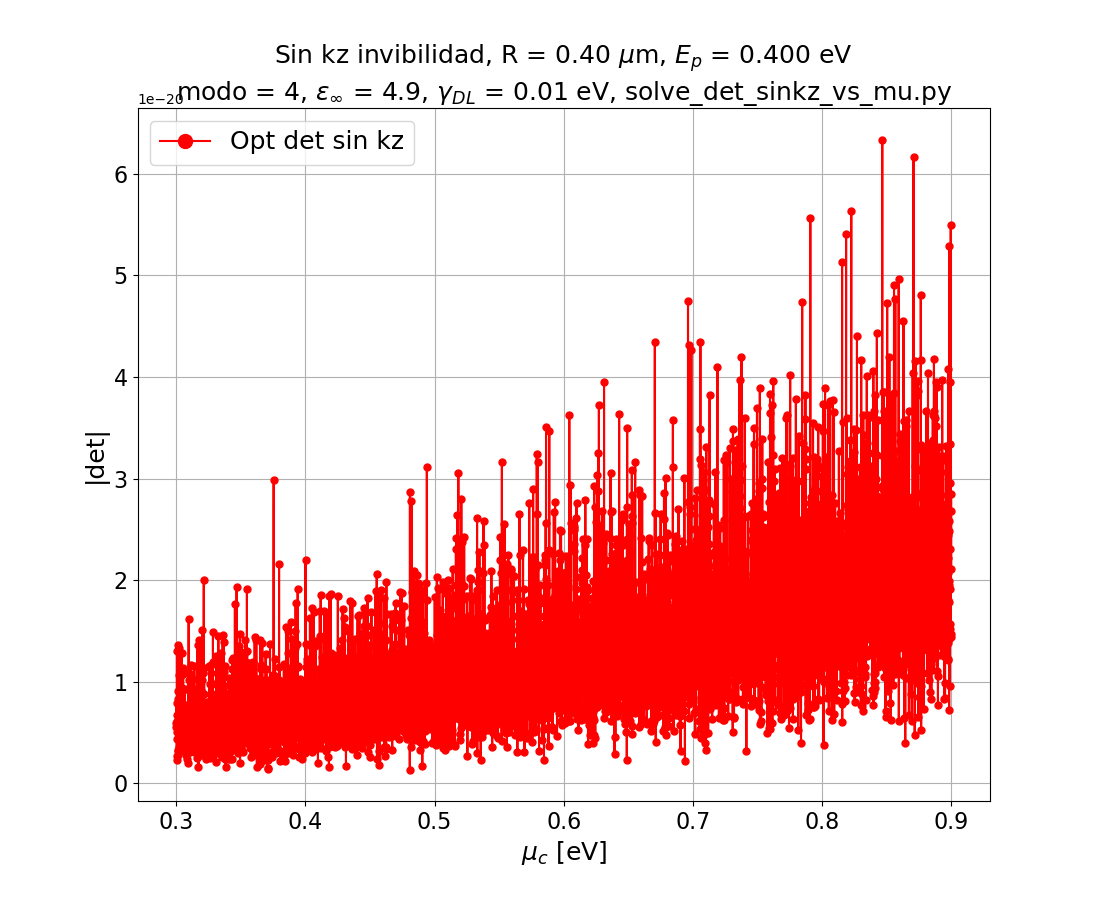 Sin kz invibilidad, R = 0.40 μm, E_p = 0.400 eV
modo = 4, ε_∞ = 4.9, γ_DL = 0.01 eV, solve_det_sinkz_vs_mu.py
1e−20
Opt det sin kz
6
5
4
3
2
1
0
|det|
0.3 0.4 0.5 0.6 0.7 0.8 0.9
μ_c [eV]